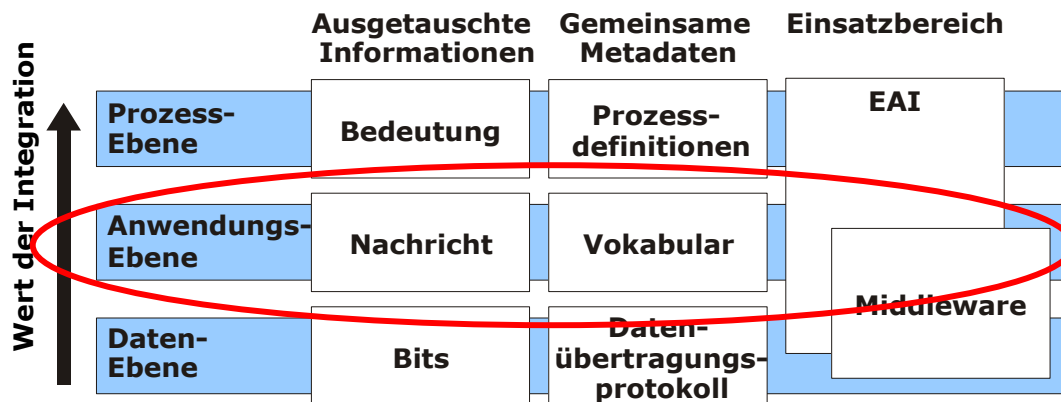 Ausgetauschte
Informationen
Gemeinsame
Metadaten
Einsatzbereich
Wert der Integration
Prozess-
Ebene
Bedeutung
Prozess-
definitionen
EAI
Anwendungs-
Ebene
Nachricht
Vokabular
Middleware
Daten-
Ebene
Bits
Daten-
übertragungs-
protokoll